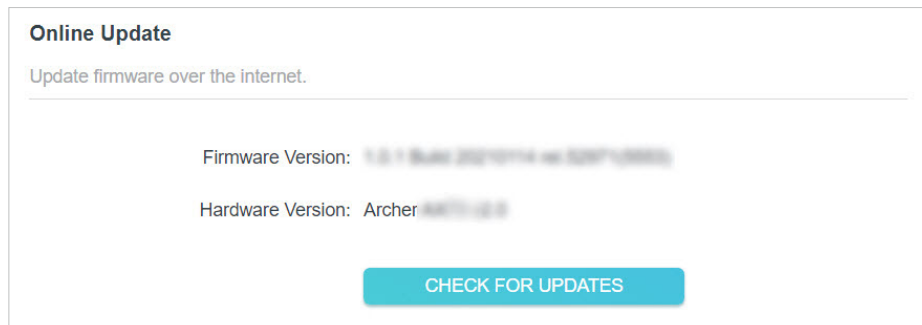 Online Update
Update firmware over the internet.
Firmware Version:
Hardware Version: Archer
CHECK FOR UPDATES